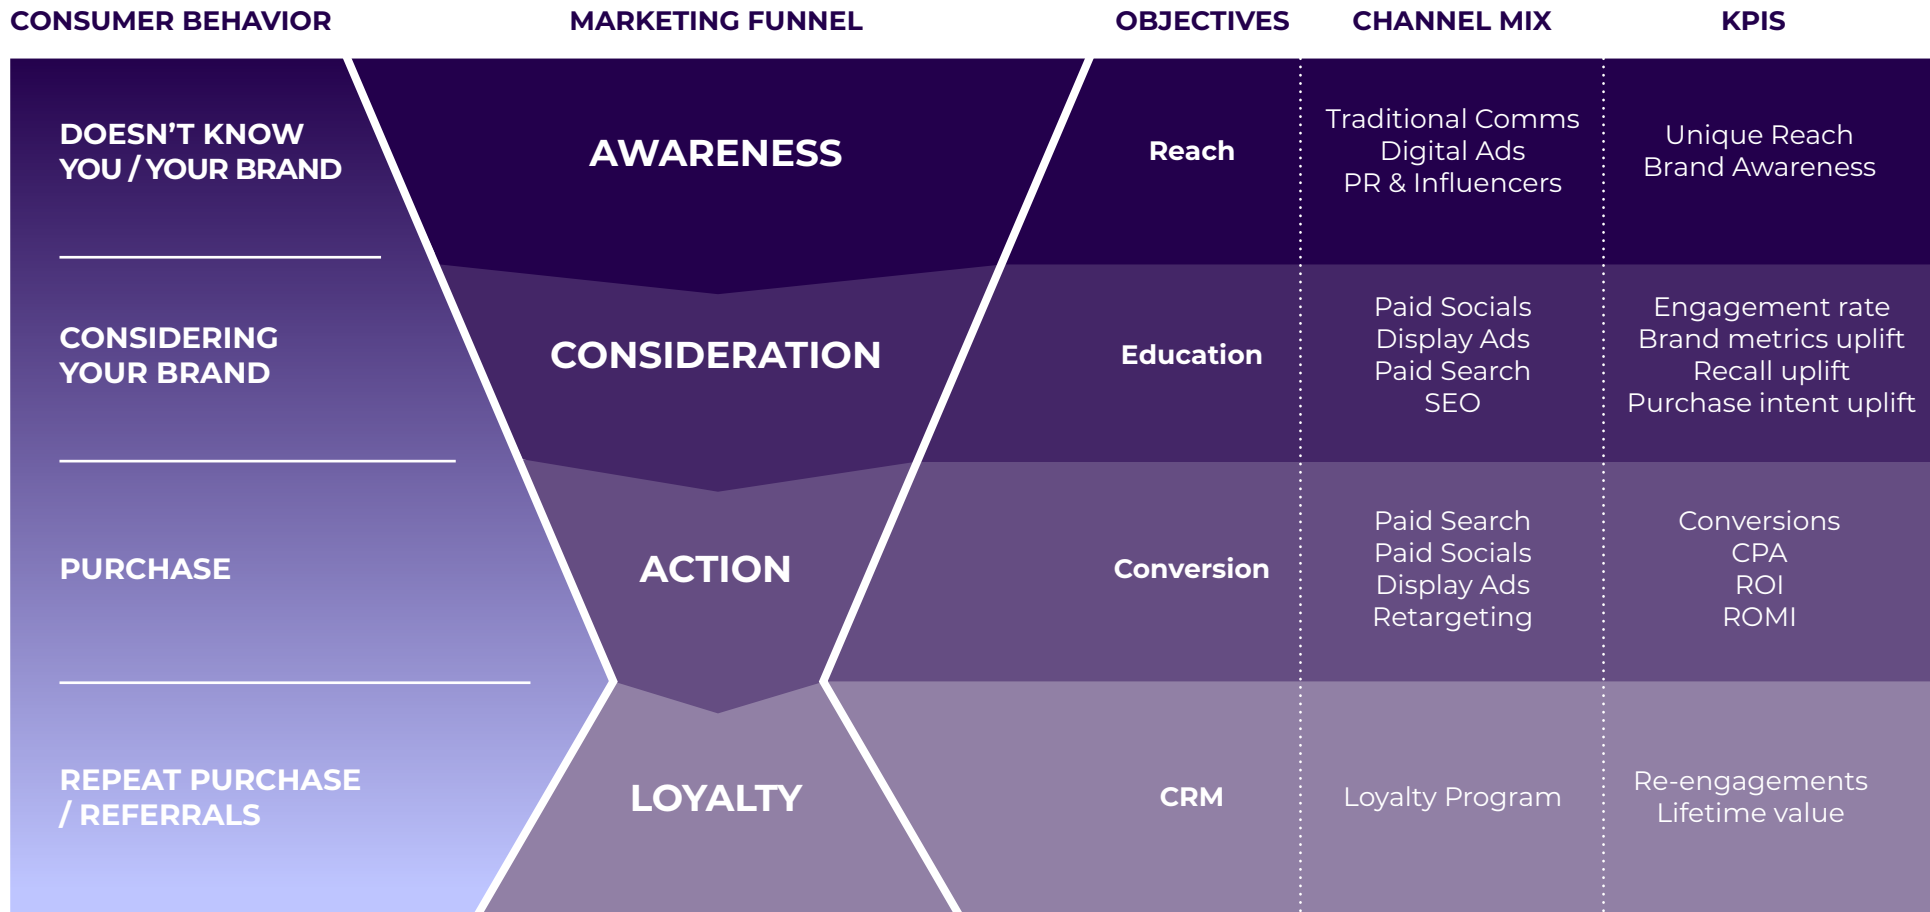 CONSUMER BEHAVIOR
MARKETING FUNNEL
OBJECTIVES
CHANNEL MIX
KPIS
DOESN'T KNOW
YOU / YOUR BRAND
AWARENESS
Reach
Traditional Comms
Digital Ads
PR & Influencers
Unique Reach
Brand Awareness
CONSIDERING
YOUR BRAND
CONSIDERATION
Education
Paid Socials
Display Ads
Paid Search
SEO
Engagement rate
Brand metrics uplift
Recall uplift
Purchase intent uplift
PURCHASE
ACTION
Conversion
Paid Search
Paid Socials
Display Ads
Retargeting
Conversions
CPA
ROI
ROMI
REPEAT PURCHASE
/ REFERRALS
LOYALTY
CRM
Loyalty Program
Re-engagements
Lifetime value